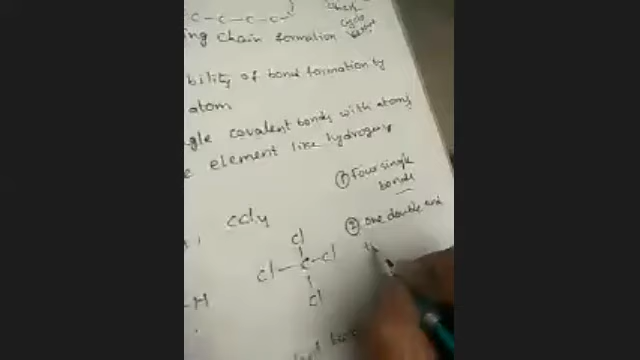 C - C - C - C
ing Chain formation
bility of bond formation by
atom
gle covalent bonds with atoms
element like hydrogen
① Four single
bonds
CCl4
② one double and
Cl
Cl - C - Cl
Cl
-H